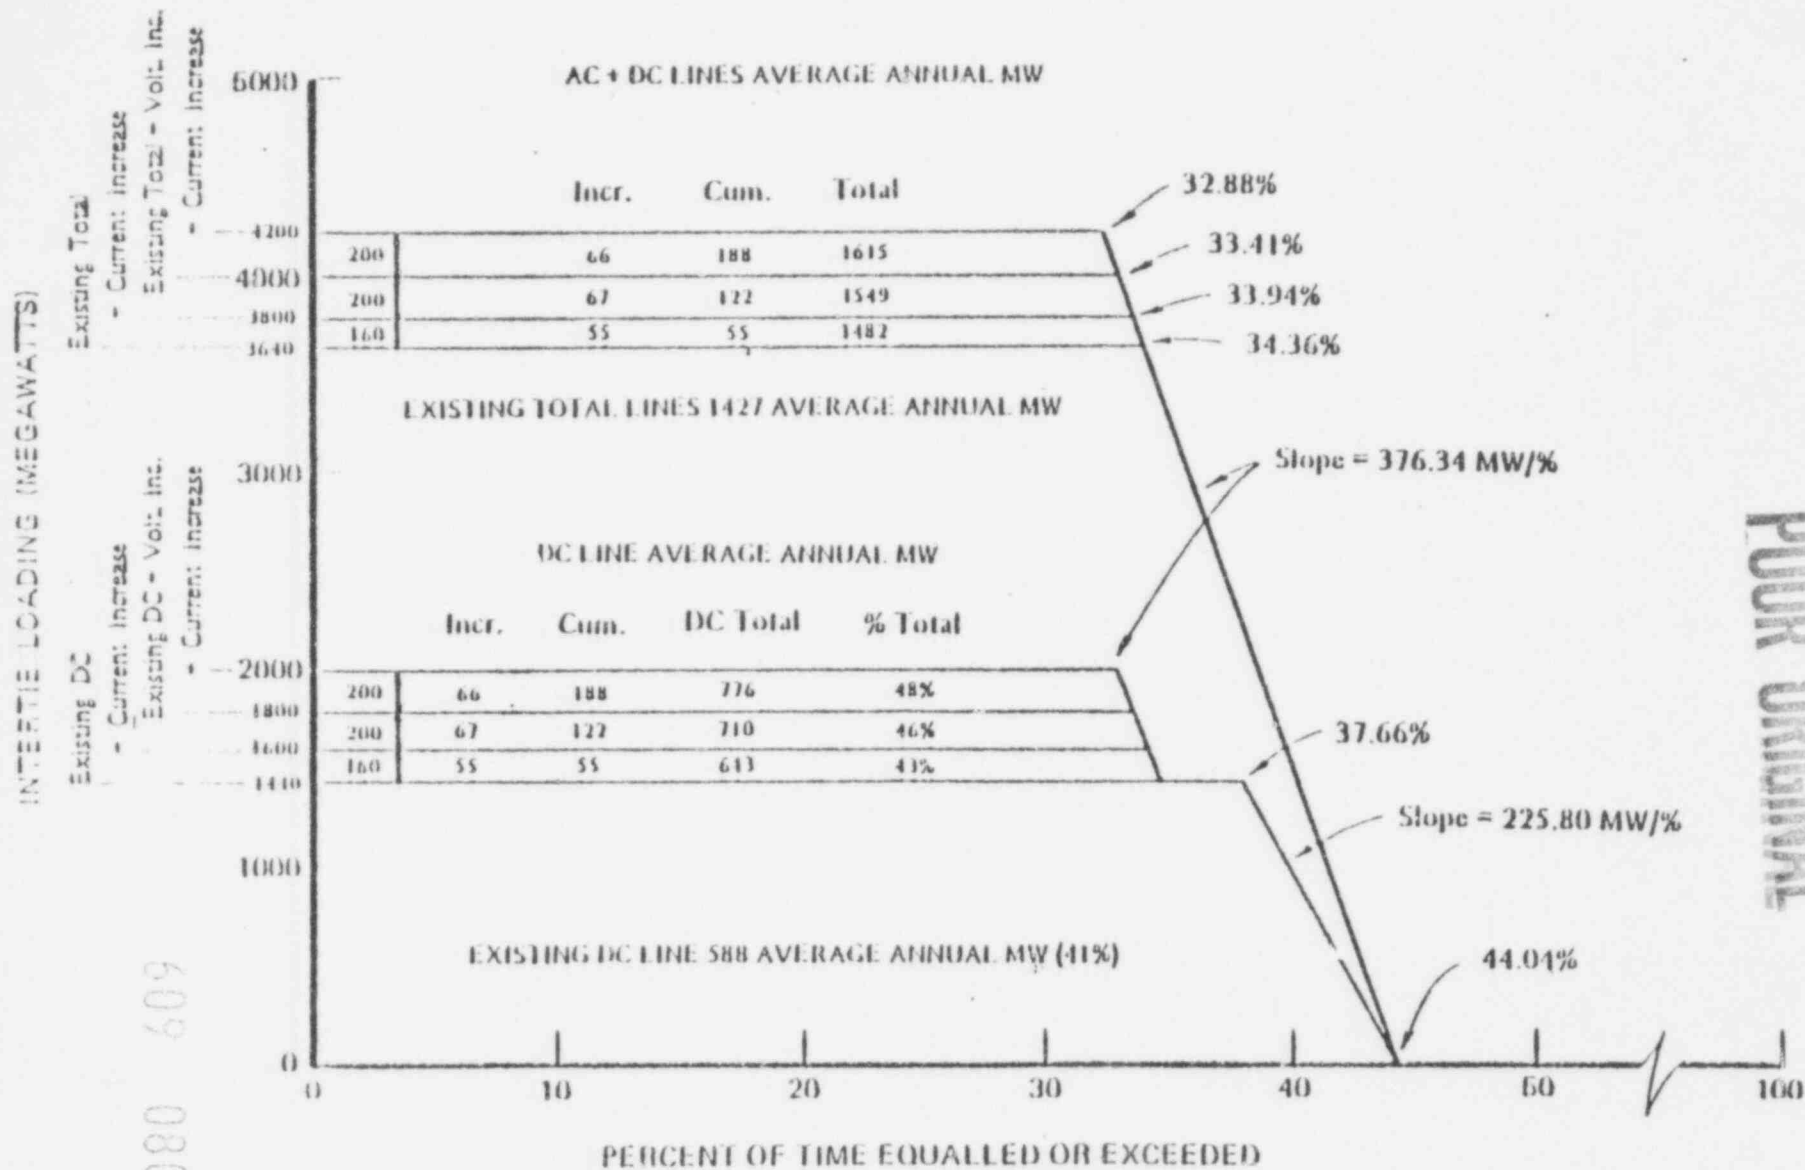 AC + DC LINES AVERAGE ANNUAL MW
Incr. Cum. Total
200 66 188 1615
200 67 122 1549
160 55 55 1482
EXISTING TOTAL LINES 1427 AVERAGE ANNUAL MW
DC LINE AVERAGE ANNUAL MW
Incr. Cum. DC Total % Total
200 66 188 776 48%
200 67 122 710 46%
160 55 55 643 43%
EXISTING DC LINE 588 AVERAGE ANNUAL MW (41%)
32.88%
33.41%
33.94%
34.36%
Slope = 376.34 MW/%
37.66%
Slope = 225.80 MW/%
44.04%
INTERTIE LOADING (MEGAWATTS)
Existing Total
- Current Increase
Existing Total - Volt. Inc.
- Current Increase
Existing DC
- Current Increase
Existing DC - Volt. Inc.
- Current Increase
5000
4200
4000
3800
3640
3000
2000
1800
1600
1440
1000
0
0 10 20 30 40 50 100
PERCENT OF TIME EQUALLED OR EXCEEDED
POOR ORIGINAL
609